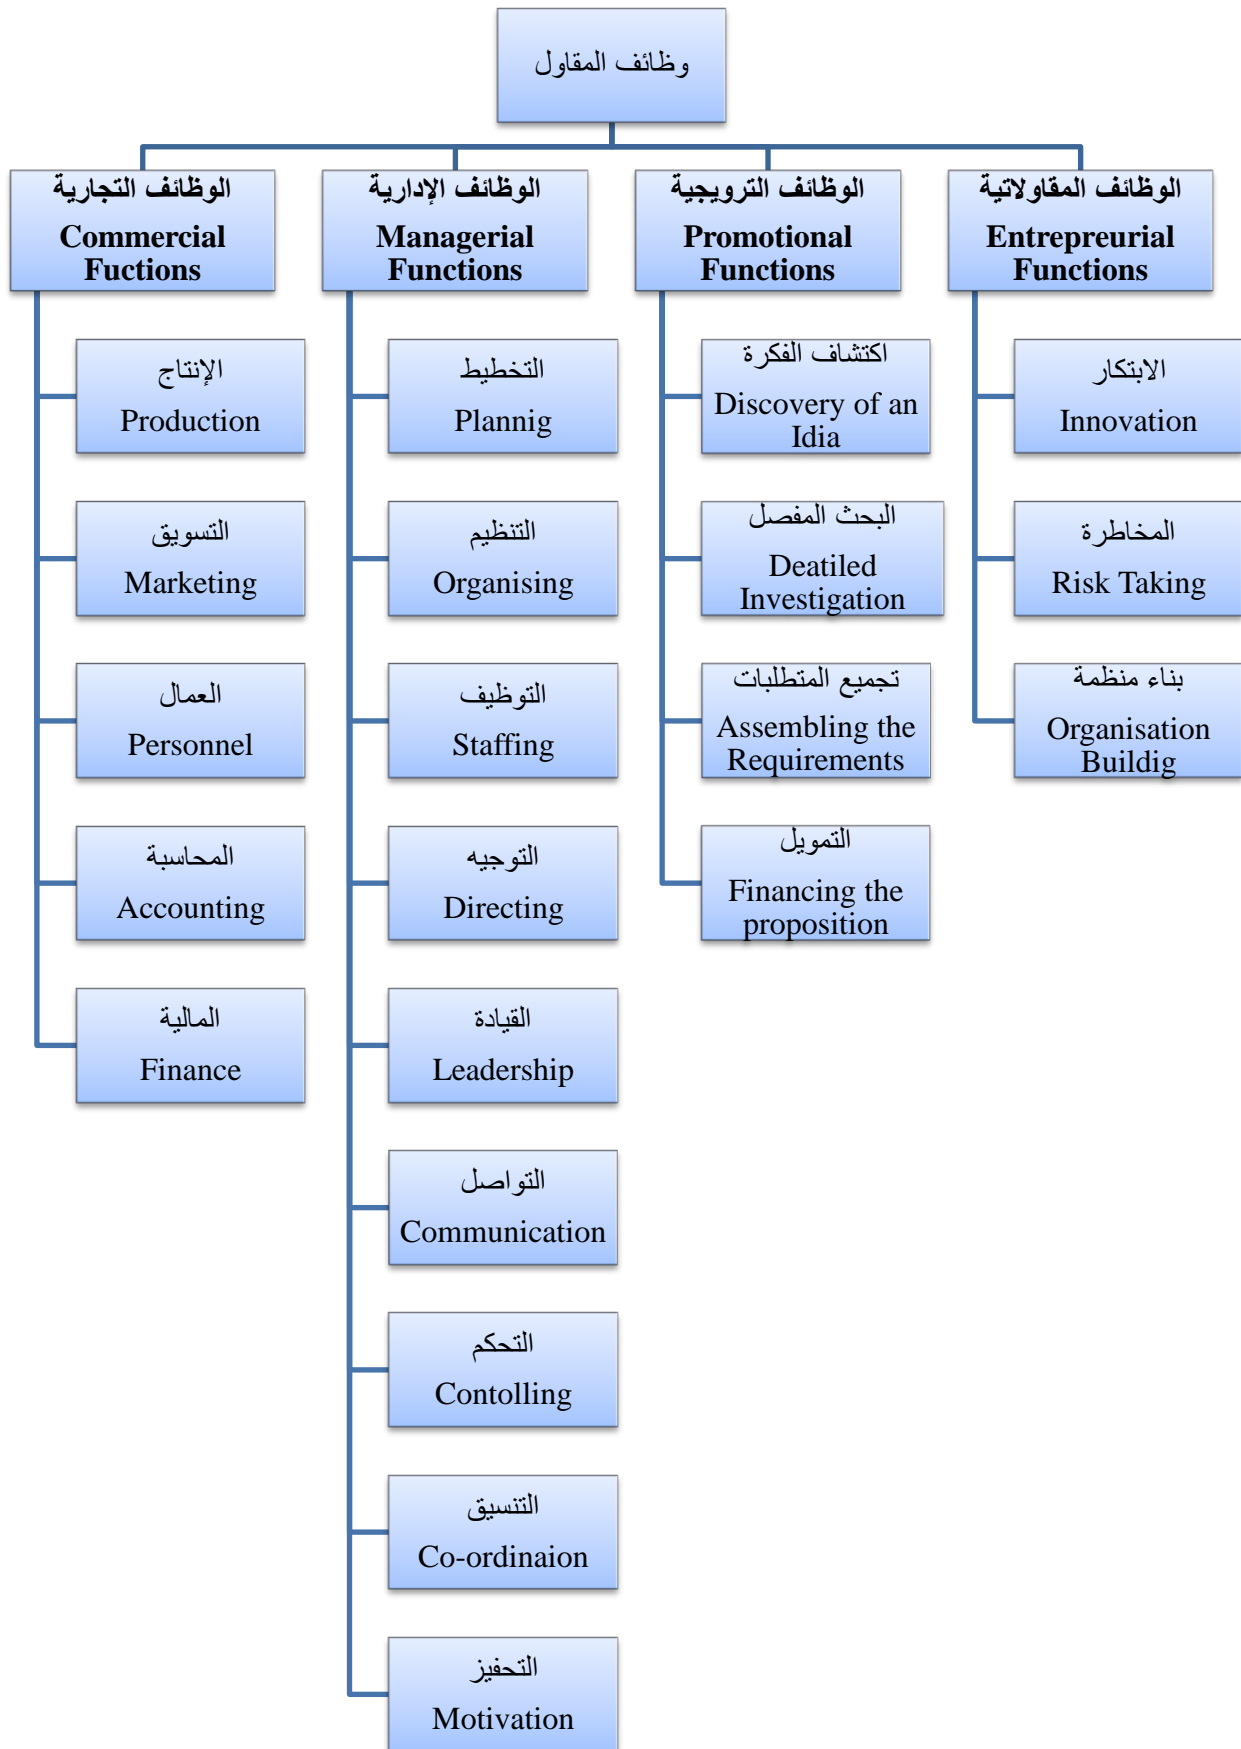 وظائف المقاول
الوظائف التجارية
Commercial
Fuctions
الإنتاج
Production
التسويق
Marketing
العمال
Personnel
المحاسبة
Accounting
المالية
Finance
الوظائف الإدارية
Managerial
Functions
التخطيط
Plannig
التنظيم
Organising
التوظيف
Staffing
التوجيه
Directing
القيادة
Leadership
التواصل
Communication
التحكم
Contolling
التنسيق
Co-ordinaion
التحفيز
Motivation
الوظائف الترويجية
Promotional
Functions
اكتشاف الفكرة
Discovery of an
Idia
البحث المفصل
Deatiled
Investigation
تجميع المتطلبات
Assembling the
Requirements
التمويل
Financing the
proposition
الوظائف المقاولاتية
Entrepreurial
Functions
الابتكار
Innovation
المخاطرة
Risk Taking
بناء منظمة
Organisation
Buildig